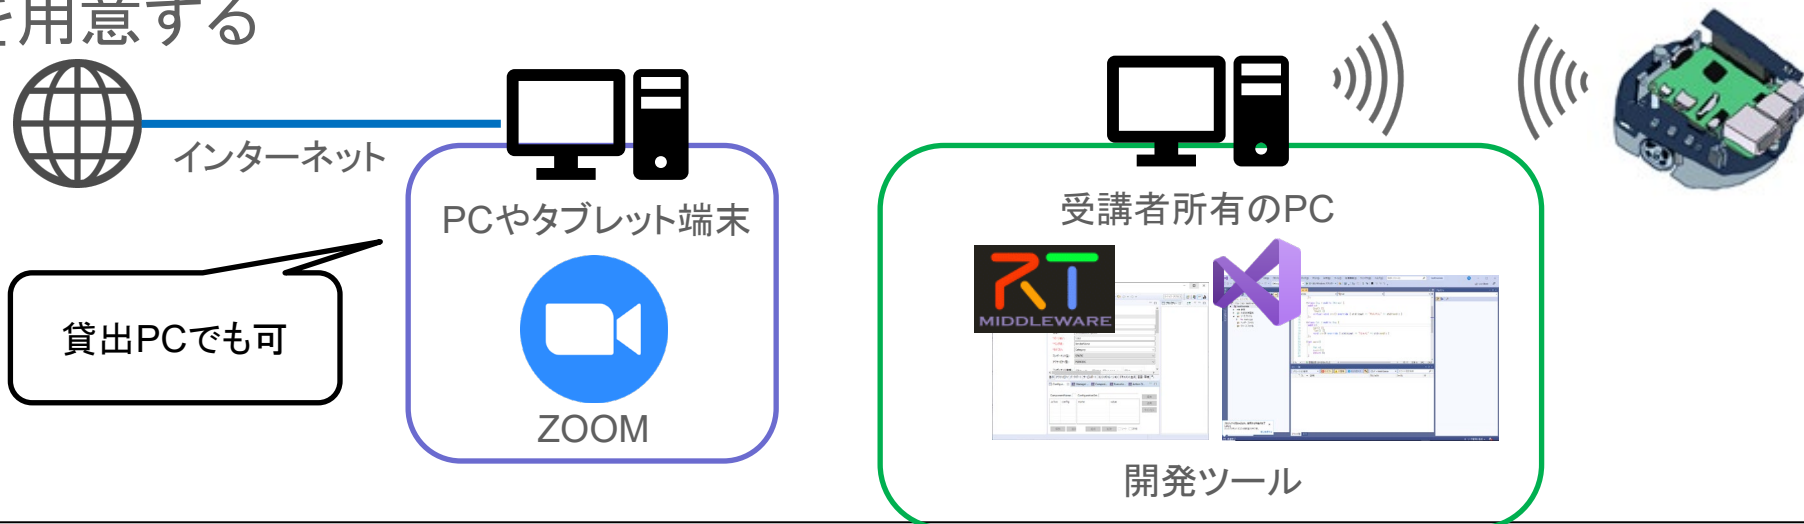 を用意する
インターネット
PCやタブレット端末
貸出PCでも可
ZOOM
受講者所有のPC
RT
MIDDLEWARE
開発ツール